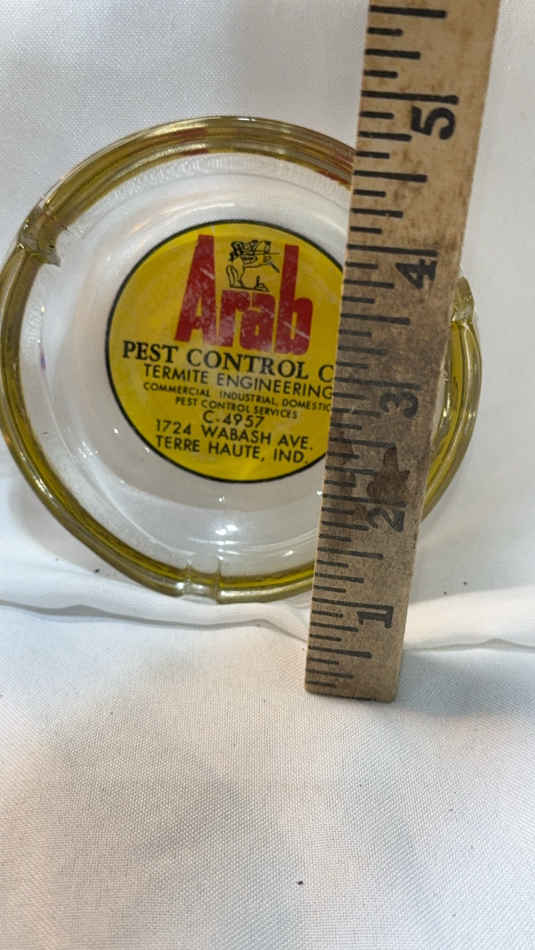 Arab
PEST CONTROL C
TERMITE ENGINEERING
COMMERCIAL INDUSTRIAL, DOMESTIC
PEST CONTROL SERVICES
C-4957
1724 WABASH AVE.
TERRE HAUTE, IND.
5
4
3
2
1